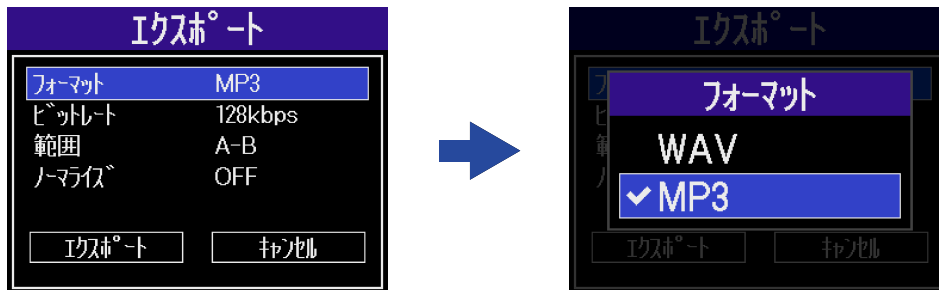 エクスポート
フォーマット MP3
ビットレート 128kbps
範囲 A-B
ノーマライズ OFF
エクスポート キャンセル
エクスポート
フォーマット
WAV
✔MP3
エクスポート キャンセル